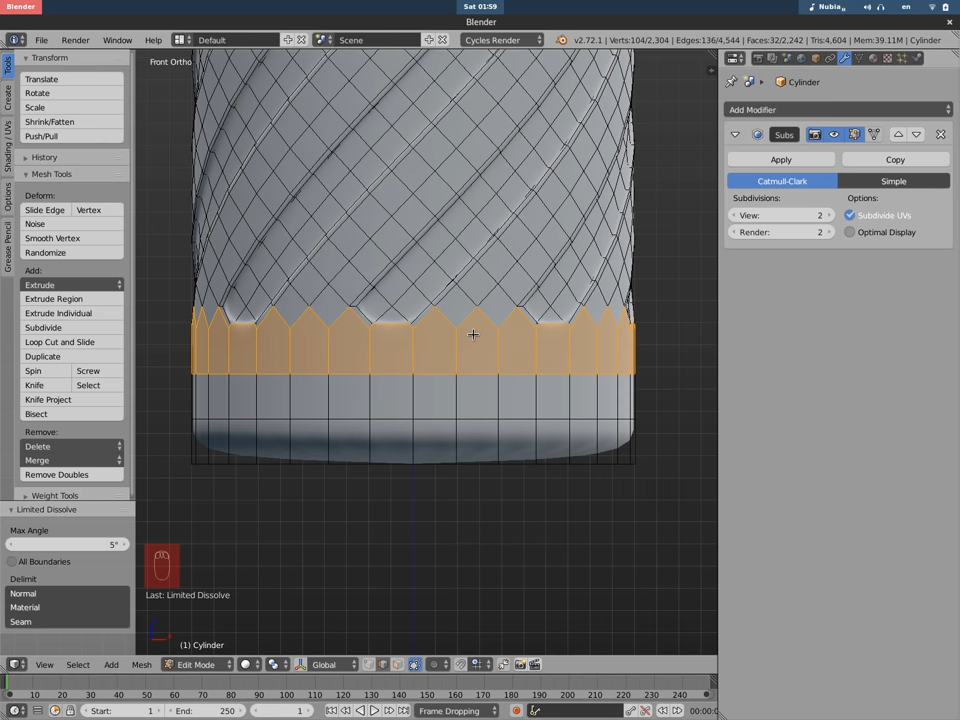 Blender Sat 01:59 Nubia en
Blender
File Render Window Help Default Scene Cycles Render v2.72.1 | Verts:104/2,304 | Edges:136/4,544 | Faces:32/2,242 | Tris:4,604 | Mem:39.11M | Cylinder
Tools
Create
Shading / UVs
Options
Grease Pencil
Transform
Translate
Rotate
Scale
Shrink/Fatten
Push/Pull
History
Mesh Tools
Deform:
Slide Edge Vertex
Noise
Smooth Vertex
Randomize
Add:
Extrude
Extrude Region
Extrude Individual
Subdivide
Loop Cut and Slide
Duplicate
Spin Screw
Knife Select
Knife Project
Bisect
Remove:
Delete
Merge
Remove Doubles
Weight Tools
Limited Dissolve
Max Angle
5°
All Boundaries
Delimit
Normal
Material
Seam
Front Ortho
Last: Limited Dissolve
(1) Cylinder
Cylinder
Add Modifier
Subs
Apply Copy
Catmull-Clark Simple
Subdivisions: Options:
View: 2 Subdivide UVs
Render: 2 Optimal Display
View Select Add Mesh Edit Mode Global
10 20 30 40 50 60 70 80 90 100 110 120 130 140 150 160 170 180 190 200 210 220 230 240
Start: 1 End: 250 1 Frame Dropping 00:00:0